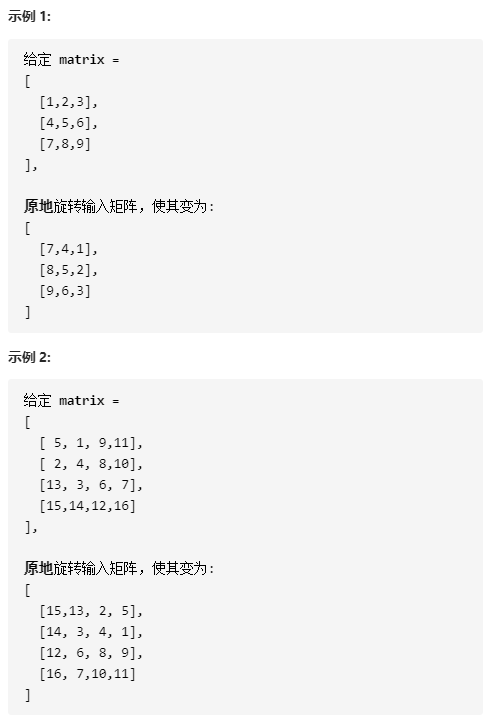 示例 1:
给定 matrix =
[
  [1,2,3],
  [4,5,6],
  [7,8,9]
],
原地旋转输入矩阵，使其变为:
[
  [7,4,1],
  [8,5,2],
  [9,6,3]
]
示例 2:
给定 matrix =
[
  [ 5, 1, 9,11],
  [ 2, 4, 8,10],
  [13, 3, 6, 7],
  [15,14,12,16]
],
原地旋转输入矩阵，使其变为:
[
  [15,13, 2, 5],
  [14, 3, 4, 1],
  [12, 6, 8, 9],
  [16, 7,10,11]
]